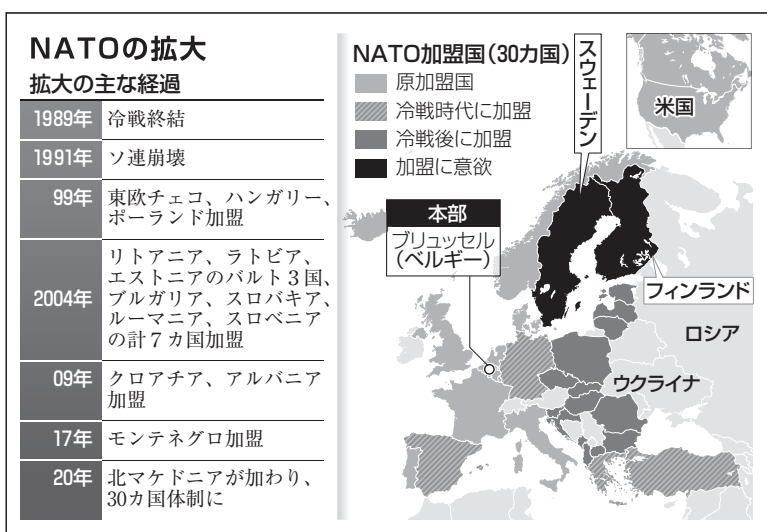 NATOの拡大
拡大の主な経過
1989年 冷戦終結
1991年 ソ連崩壊
99年 東欧チェコ、ハンガリー、
ポーランド加盟
2004年 リトアニア、ラトビア、
エストニアのバルト3国、
ブルガリア、スロバキア、
ルーマニア、スロベニア
の計7カ国加盟
09年 クロアチア、アルバニア
加盟
17年 モンテネグロ加盟
20年 北マケドニアが加わり、
30カ国体制に
NATO加盟国(30カ国)
原加盟国
冷戦時代に加盟
冷戦後に加盟
加盟に意欲
スウェーデン
米国
本部
ブリュッセル
(ベルギー)
フィンランド
ロシア
ウクライナ